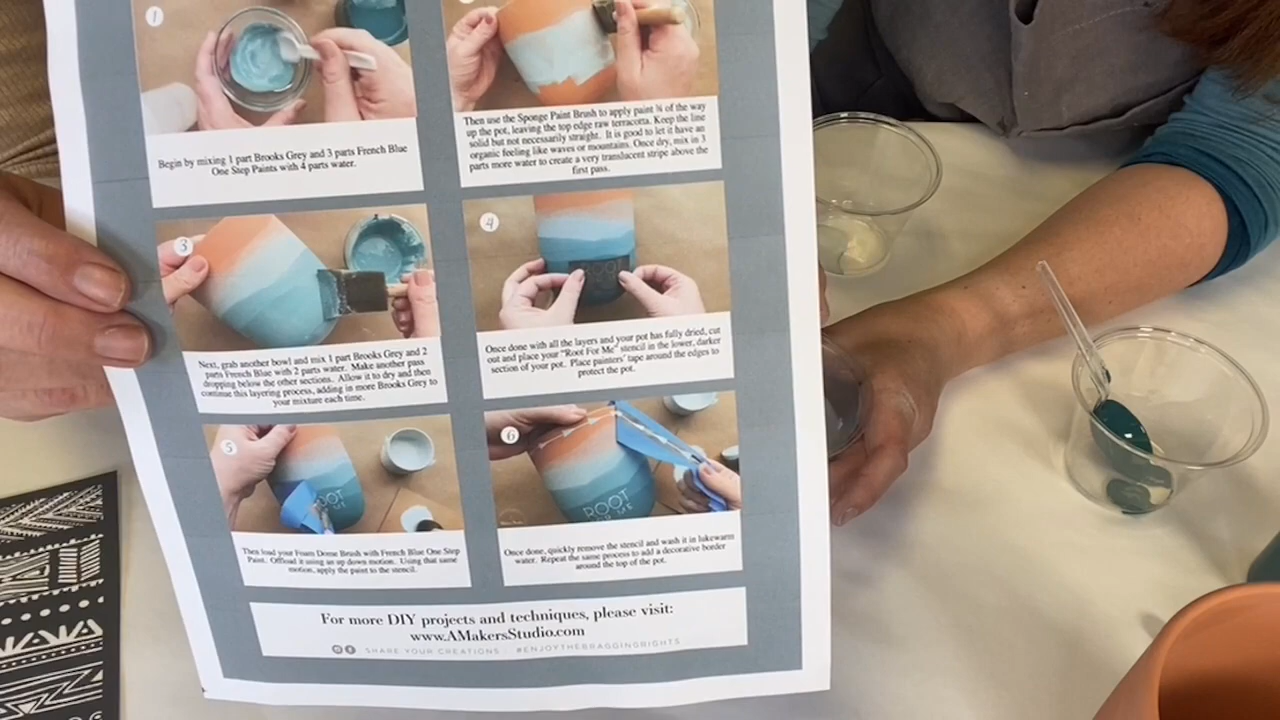 1
Begin by mixing 1 part Brooks Grey and 3 parts French Blue
One Step Paints with 4 parts water.
Then use the Sponge Paint Brush to apply paint ¾ of the way
up the pot, leaving the top edge raw terracotta. Keep the line
solid but not necessarily straight. It is good to let it have an
organic feeling like waves or mountains. Once dry, mix in 3
parts more water to create a very translucent stripe above the
first pass.
3
Next, grab another bowl and mix 1 part Brooks Grey and 2
parts French Blue with 2 parts water. Make another pass
dropping below the other sections. Allow it to dry and then
continue this layering process, adding in more Brooks Grey to
your mixture each time.
4
ROOT
Once done with all the layers and your pot has fully dried, cut
out and place your “Root For Me” stencil in the lower, darker
section of your pot. Place painters’ tape around the edges to
protect the pot.
5
ROOT
ME
Then load your Foam Dome Brush with French Blue One Step
Paint. Offload it using an up down motion. Using that same
motion, apply the paint to the stencil.
6
ROOT
FOR ME
Once done, quickly remove the stencil and wash it in lukewarm
water. Repeat the same process to add a decorative border
around the top of the pot.
For more DIY projects and techniques, please visit:
www.AMakersStudio.com
SHARE YOUR CREATIONS #ENJOYTHEBRAGGINGRIGHTS